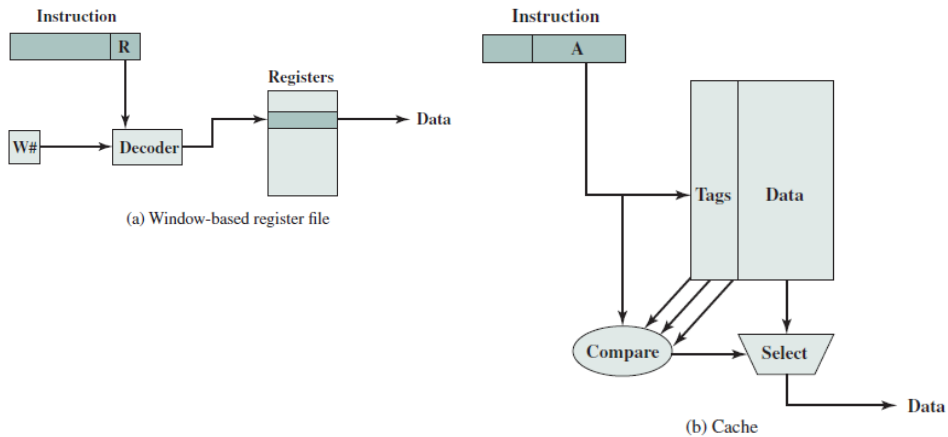 Instruction
R
Registers
Data
W#
Decoder
(a) Window-based register file
Instruction
A
Tags
Data
Compare
Select
Data
(b) Cache